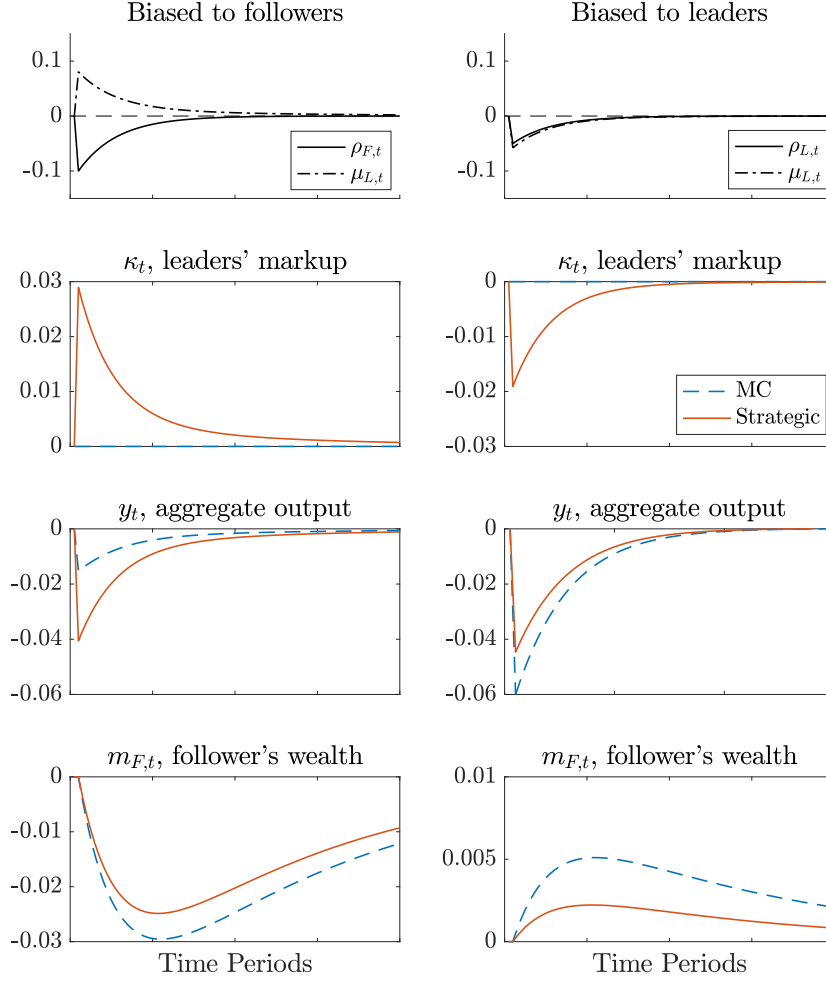 Biased to followers
0.1
0
-0.1
ρ_{F,t}
μ_{L,t}
Biased to leaders
0.1
0
-0.1
ρ_{L,t}
μ_{L,t}
κ_t, leaders' markup
0.03
0.02
0.01
0
κ_t, leaders' markup
0
-0.01
-0.02
-0.03
MC
Strategic
y_t, aggregate output
0
-0.02
-0.04
-0.06
y_t, aggregate output
0
-0.02
-0.04
-0.06
m_{F,t}, follower's wealth
0
-0.01
-0.02
-0.03
Time Periods
m_{F,t}, follower's wealth
0.01
0.005
0
Time Periods